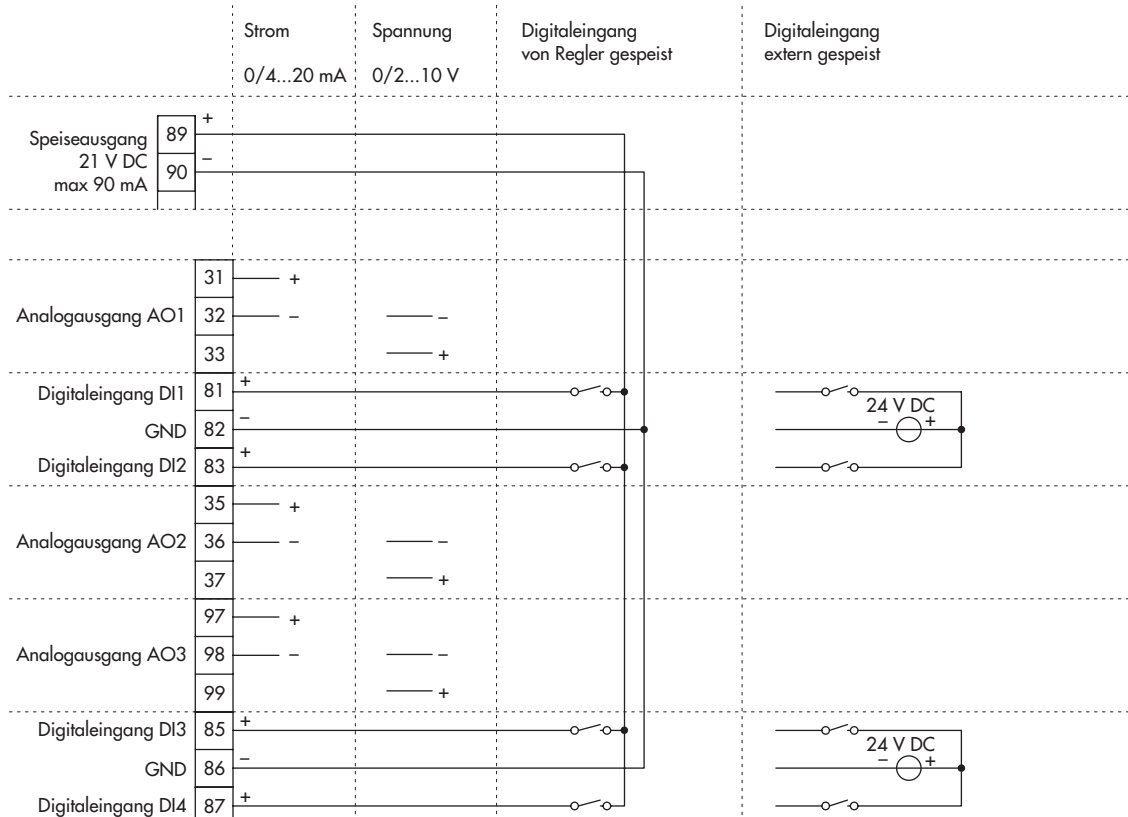 Strom Spannung Digitaleingang Digitaleingang
von Regler gespeist extern gespeist
0/4...20 mA 0/2...10 V
+
Speiseausgang 89
21 V DC –
max 90 mA 90
31 +
Analogausgang AO1 32 – –
33 +
Digitaleingang DI1 81 +
24 V DC
GND 82 – – +
Digitaleingang DI2 83 +
35 +
Analogausgang AO2 36 – –
37 +
97 +
Analogausgang AO3 98 – –
99 +
Digitaleingang DI3 85 +
24 V DC
GND 86 – – +
Digitaleingang DI4 87 +